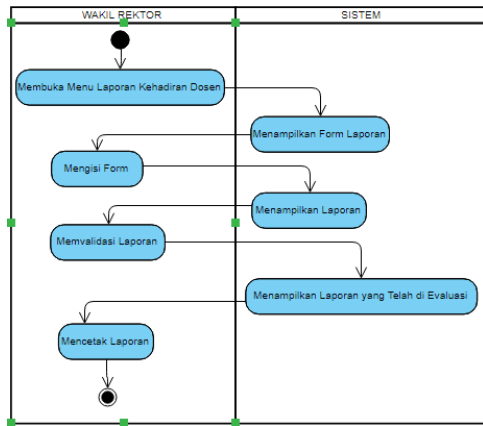 WAKIL REKTOR
SISTEM
Membuka Menu Laporan Kehadiran Dosen
Menampilkan Form Laporan
Mengisi Form
Menampilkan Laporan
Memvalidasi Laporan
Menampilkan Laporan yang Telah di Evaluasi
Mencetak Laporan